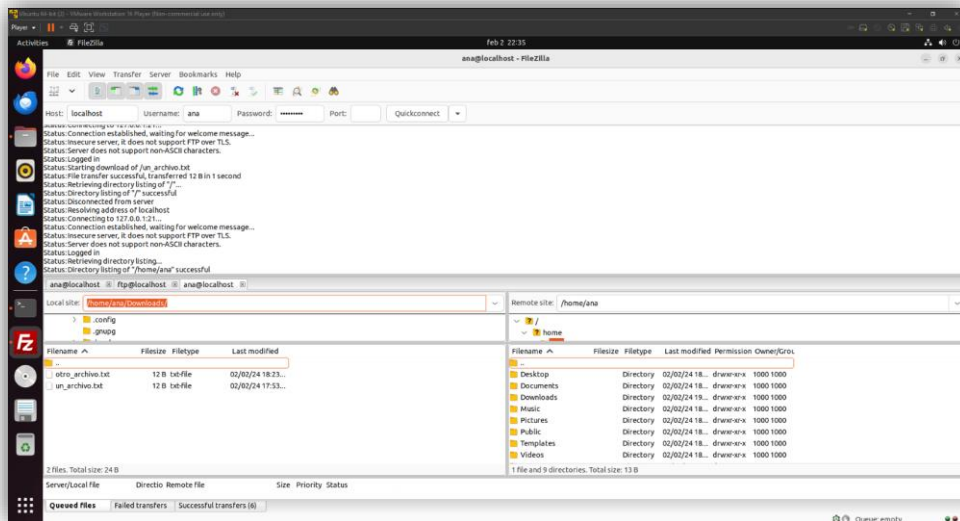 Ubuntu 64-bit (2) - VMware Workstation 16 Player (Non-commercial use only)
Player
Activities FileZilla feb 2 22:35
ana@localhost - FileZilla
File Edit View Transfer Server Bookmarks Help
Host: localhost Username: ana Password: Port: Quickconnect
Status:Connecting to 127.0.0.1:21...
Status:Connection established, waiting for welcome message...
Status:Insecure server, it does not support FTP over TLS.
Status:Server does not support non-ASCII characters.
Status:Logged in
Status:Starting download of /un_archivo.txt
Status:File transfer successful, transferred 12 B in 1 second
Status:Retrieving directory listing of "/"...
Status:Directory listing of "/" successful
Status:Disconnected from server
Status:Resolving address of localhost
Status:Connecting to 127.0.0.1:21...
Status:Connection established, waiting for welcome message...
Status:Insecure server, it does not support FTP over TLS.
Status:Server does not support non-ASCII characters.
Status:Logged in
Status:Retrieving directory listing...
Status:Directory listing of "/home/ana" successful
ana@localhost ftp@localhost ana@localhost
Local site: /home/ana/Downloads/ Remote site: /home/ana
.config /
.gnupg home
Filename Filesize Filetype Last modified Filename Filesize Filetype Last modified Permission Owner/Grou
.. ..
otro_archivo.txt 12 B txt-file 02/02/24 18:23... Desktop Directory 02/02/24 18... drwxr-xr-x 1000 1000
un_archivo.txt 12 B txt-file 02/02/24 17:53... Documents Directory 02/02/24 18... drwxr-xr-x 1000 1000
Downloads Directory 02/02/24 19... drwxr-xr-x 1000 1000
Music Directory 02/02/24 18... drwxr-xr-x 1000 1000
Pictures Directory 02/02/24 18... drwxr-xr-x 1000 1000
Public Directory 02/02/24 18... drwxr-xr-x 1000 1000
Templates Directory 02/02/24 18... drwxr-xr-x 1000 1000
Videos Directory 02/02/24 18... drwxr-xr-x 1000 1000
2 files. Total size: 24 B 1 file and 9 directories. Total size: 13 B
Server/Local file Directio Remote file Size Priority Status
Queued files Failed transfers Successful transfers (6)
Queue: empty